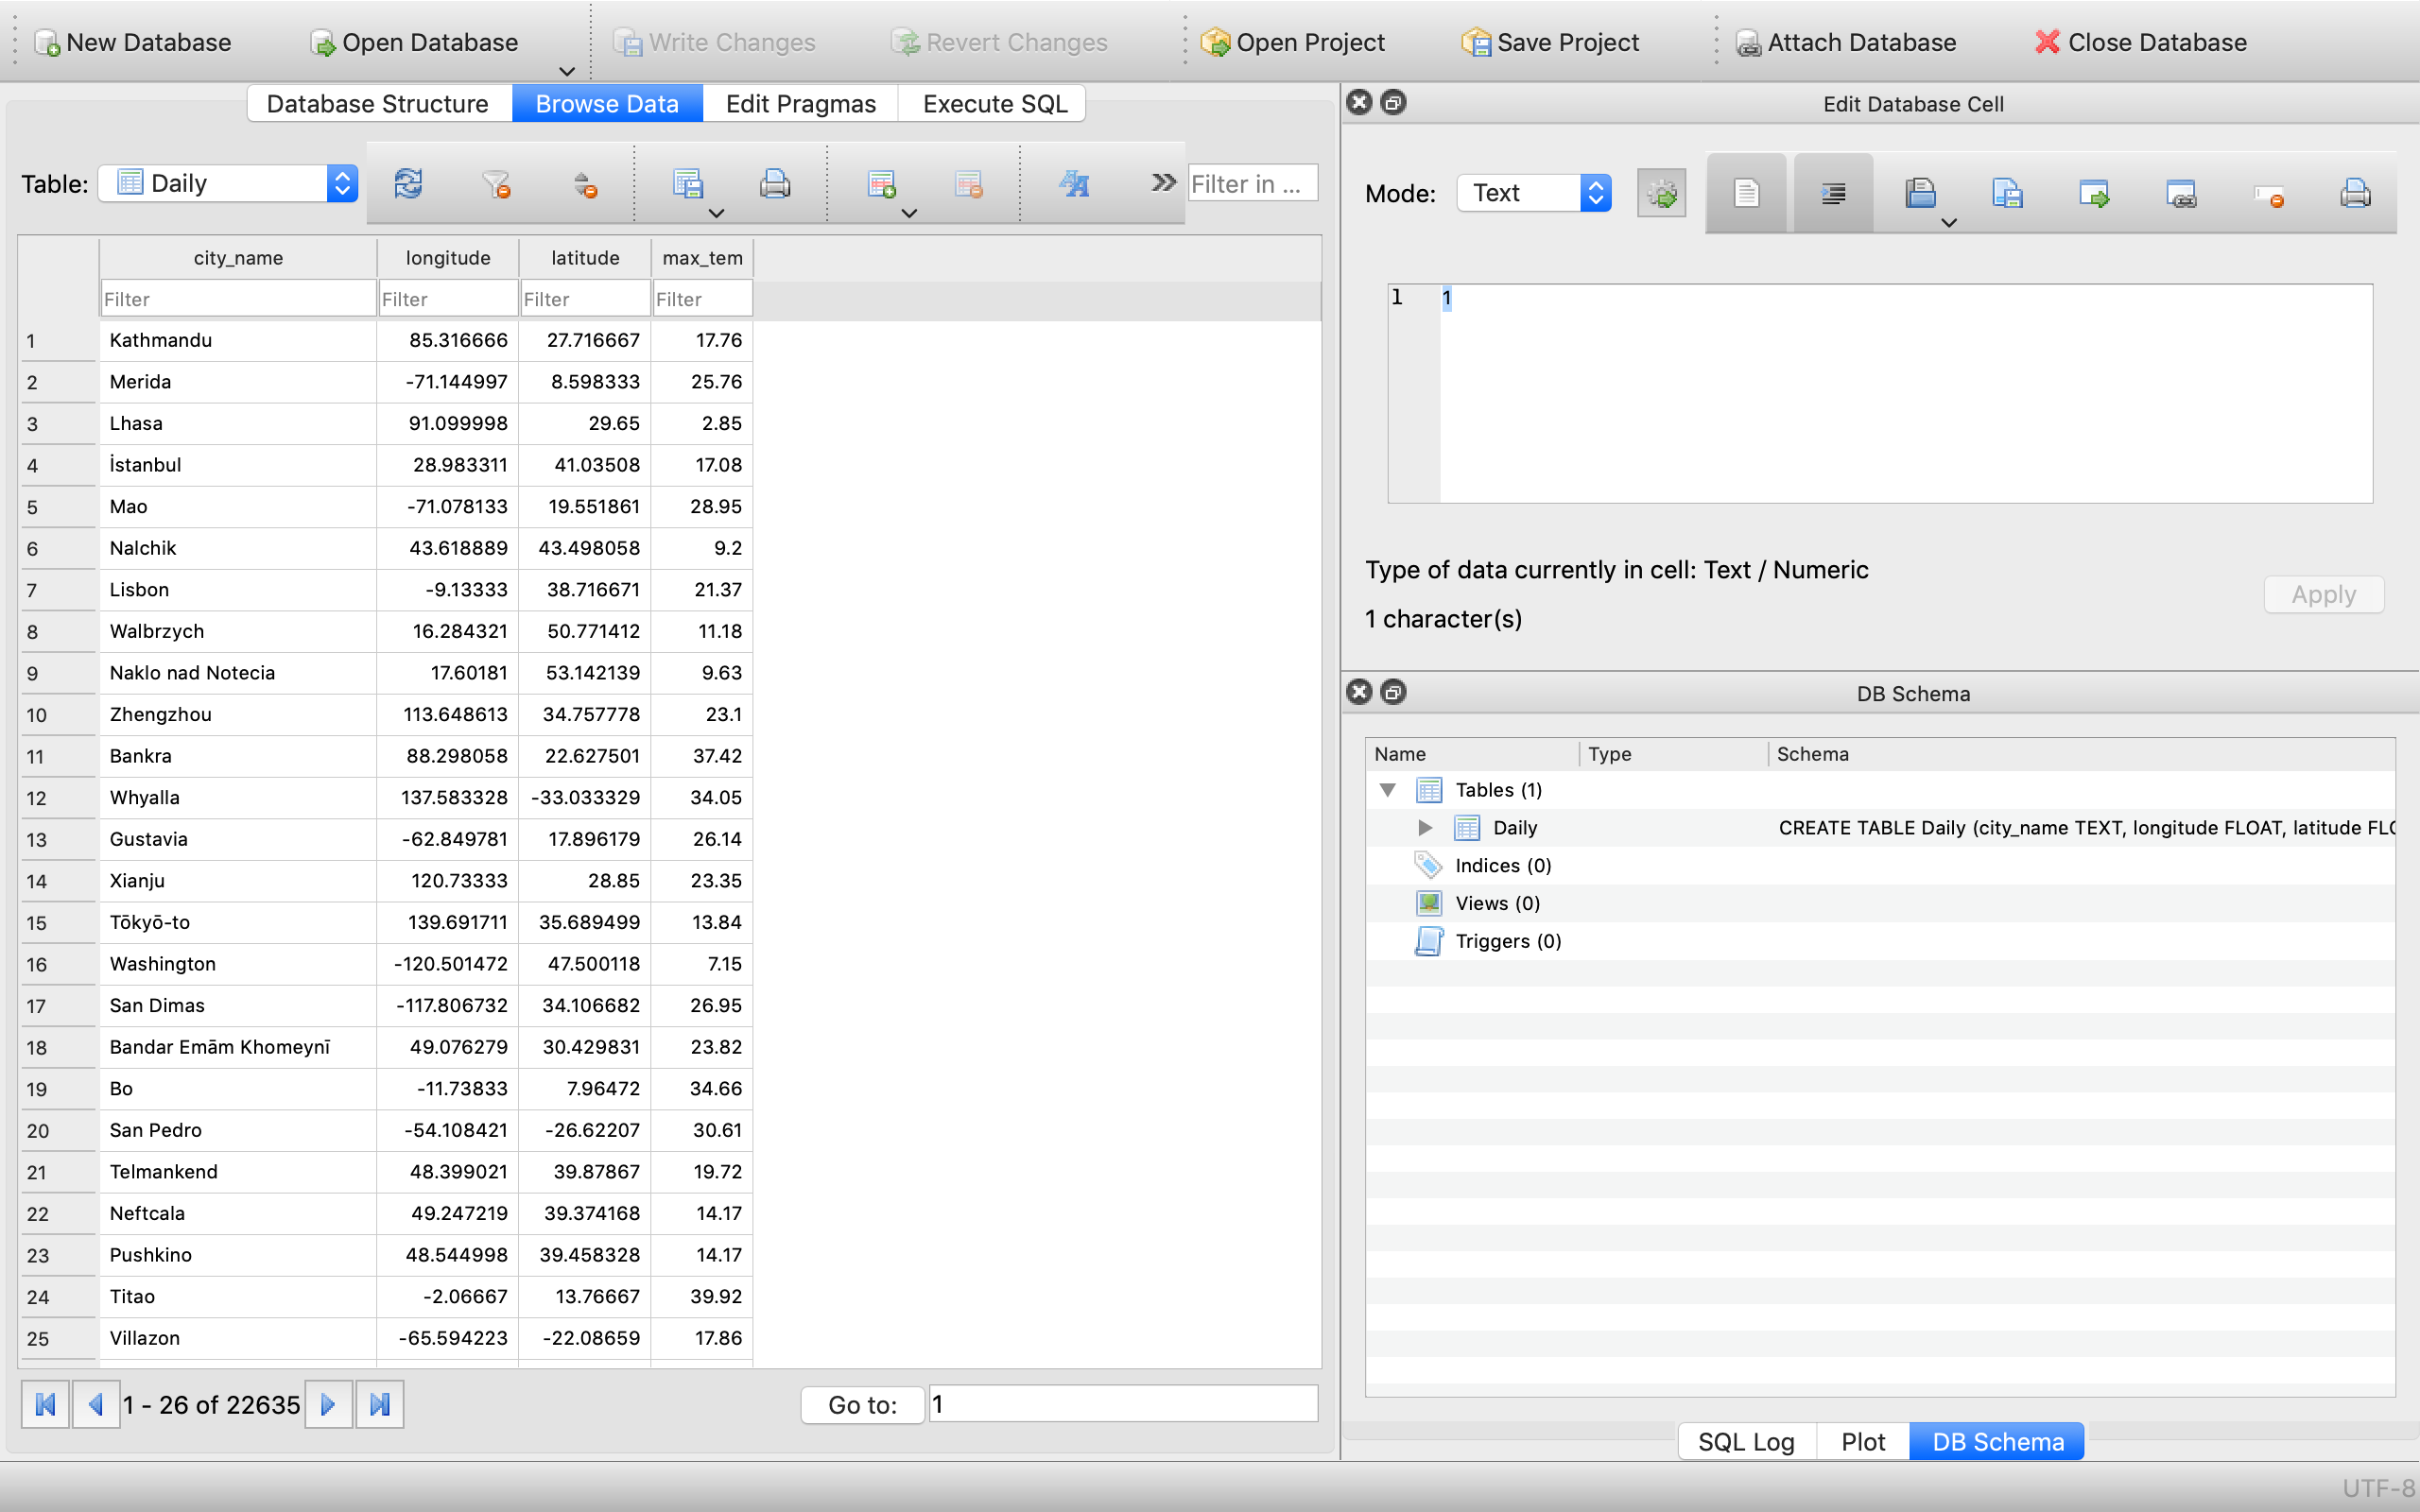 New Database Open Database Write Changes Revert Changes Open Project Save Project Attach Database Close Database
Database Structure Browse Data Edit Pragmas Execute SQL
Table: Daily Filter in ...
city_name longitude latitude max_tem
Filter Filter Filter Filter
1 Kathmandu 85.316666 27.716667 17.76
2 Merida -71.144997 8.598333 25.76
3 Lhasa 91.099998 29.65 2.85
4 İstanbul 28.983311 41.03508 17.08
5 Mao -71.078133 19.551861 28.95
6 Nalchik 43.618889 43.498058 9.2
7 Lisbon -9.13333 38.716671 21.37
8 Walbrzych 16.284321 50.771412 11.18
9 Naklo nad Notecia 17.60181 53.142139 9.63
10 Zhengzhou 113.648613 34.757778 23.1
11 Bankra 88.298058 22.627501 37.42
12 Whyalla 137.583328 -33.033329 34.05
13 Gustavia -62.849781 17.896179 26.14
14 Xianju 120.73333 28.85 23.35
15 Tōkyō-to 139.691711 35.689499 13.84
16 Washington -120.501472 47.500118 7.15
17 San Dimas -117.806732 34.106682 26.95
18 Bandar Emām Khomeynī 49.076279 30.429831 23.82
19 Bo -11.73833 7.96472 34.66
20 San Pedro -54.108421 -26.62207 30.61
21 Telmankend 48.399021 39.87867 19.72
22 Neftcala 49.247219 39.374168 14.17
23 Pushkino 48.544998 39.458328 14.17
24 Titao -2.06667 13.76667 39.92
25 Villazon -65.594223 -22.08659 17.86
1 - 26 of 22635 Go to: 1
Edit Database Cell
Mode: Text
1 1
Type of data currently in cell: Text / Numeric
1 character(s)
Apply
DB Schema
Name Type Schema
Tables (1)
Daily CREATE TABLE Daily (city_name TEXT, longitude FLOAT, latitude FLO
Indices (0)
Views (0)
Triggers (0)
SQL Log Plot DB Schema
UTF-8